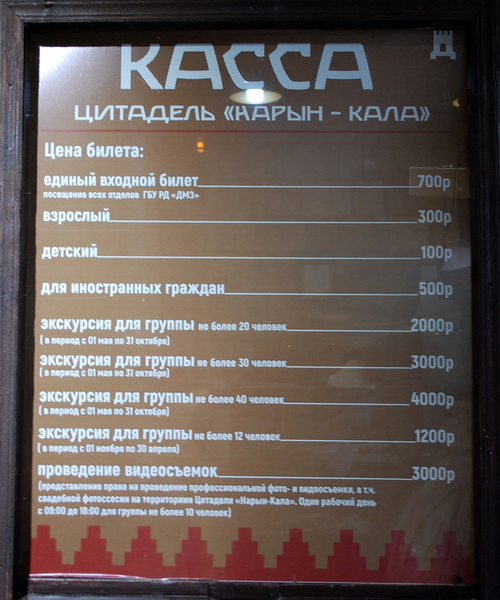 КАССА
ЦИТАДЕЛЬ «НАРЫН - КАЛА»
Цена билета:
единый входной билет 700р
посещение всех отделов ГБУ РД «ДМЗ»
взрослый 300р
детский 100р
для иностранных граждан 500р
экскурсия для группы не более 20 человек 2000р
( в период с 01 мая по 31 октября)
экскурсия для группы не более 30 человек 3000р
( в период с 01 мая по 31 октября)
экскурсия для группы не более 40 человек 4000р
( в период с 01 мая по 31 октября)
экскурсия для группы не более 12 человек 1200р
( в период с 01 ноября по 30 апреля)
проведение видеосъемок 3000р
(представление права на проведение профессиональной фото- и видеосъемки, в т.ч.
свадебной фотоссесии на территориии Цитадели «Нарын-Кала». Один рабочий день
с 09:00 до 18:00 для группы не более 10 человек)